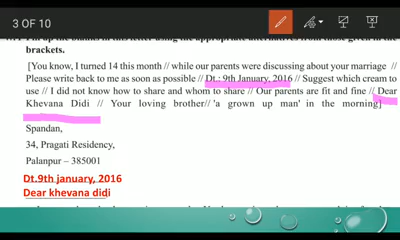 3 OF 10
brackets.
[You know, I turned 14 this month // while our parents were discussing about your marriage //
Please write back to me as soon as possible // Dt.: 9th January, 2016 // Suggest which cream to
use // I did not know how to share and whom to share // Our parents are fit and fine // Dear
Khevana Didi // Your loving brother// 'a grown up man' in the morning]
Spandan,
34, Pragati Residency,
Palanpur – 385001
Dt.9th january, 2016
Dear khevana didi